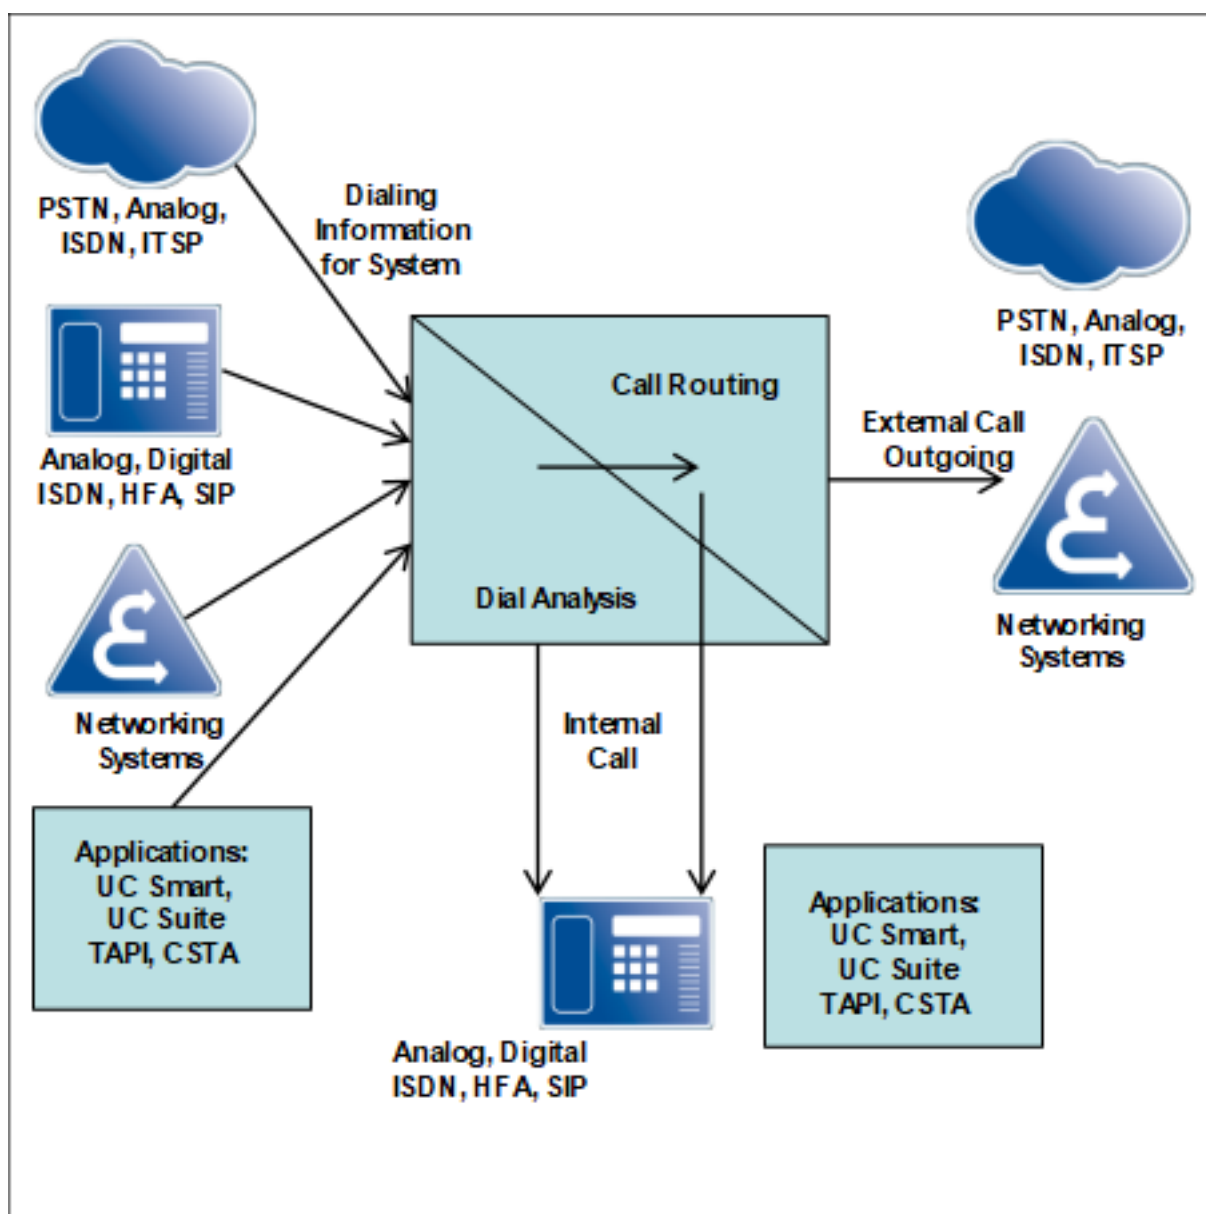 PSTN, Analog,
ISDN, ITSP
Dialing
Information
for System
Analog, Digital
ISDN, HFA, SIP
Networking
Systems
Applications:
UC Smart,
UC Suite
TAPI, CSTA
Call Routing
Dial Analysis
Internal
Call
Analog, Digital
ISDN, HFA, SIP
External Call
Outgoing
PSTN, Analog,
ISDN, ITSP
Networking
Systems
Applications:
UC Smart,
UC Suite
TAPI, CSTA